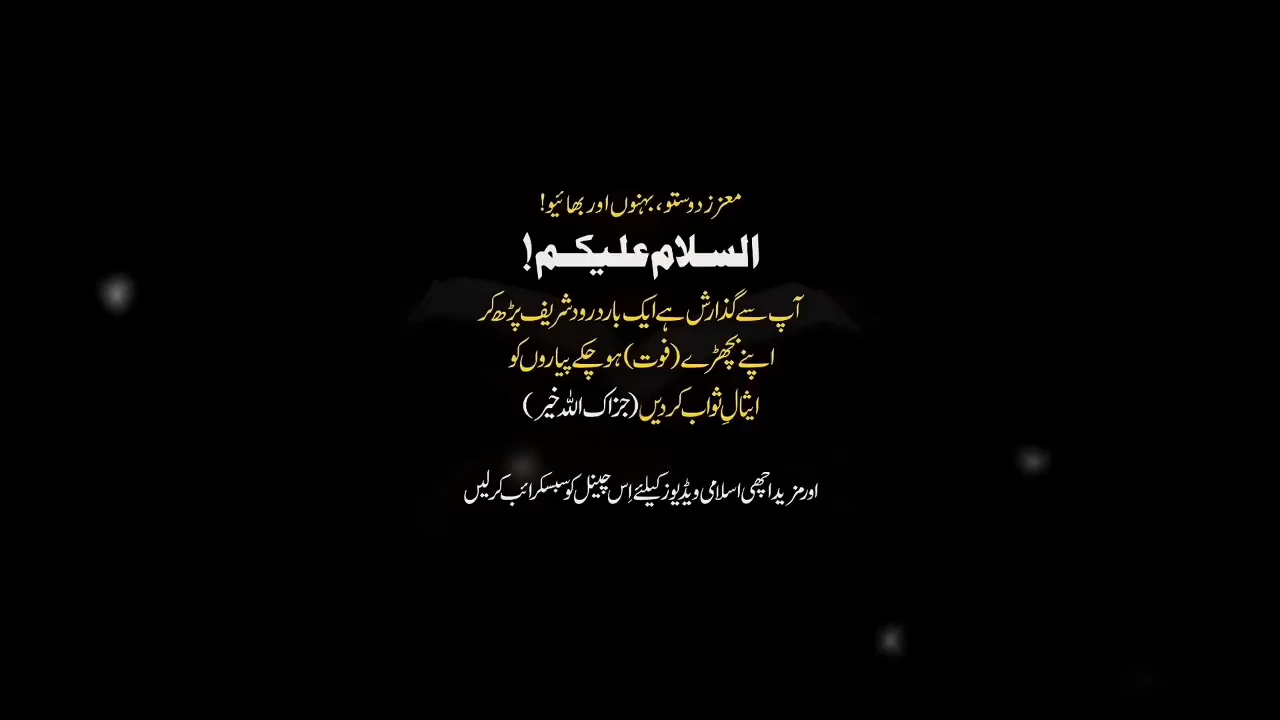 معزز دوستو، بہنوں اور بھائیو!
السلام علیکم!
آپ سے گذارش ہے ایک بار درود شریف پڑھ کر
اپنے بچھڑے (فوت) ہو چکے پیاروں کو
ایثالِ ثواب کر دیں (جزاک اللہ خیر)
اور مزید اچھی اسلامی ویڈیوز کیلئے اِس چینل کو سبسکرائب کر لیں